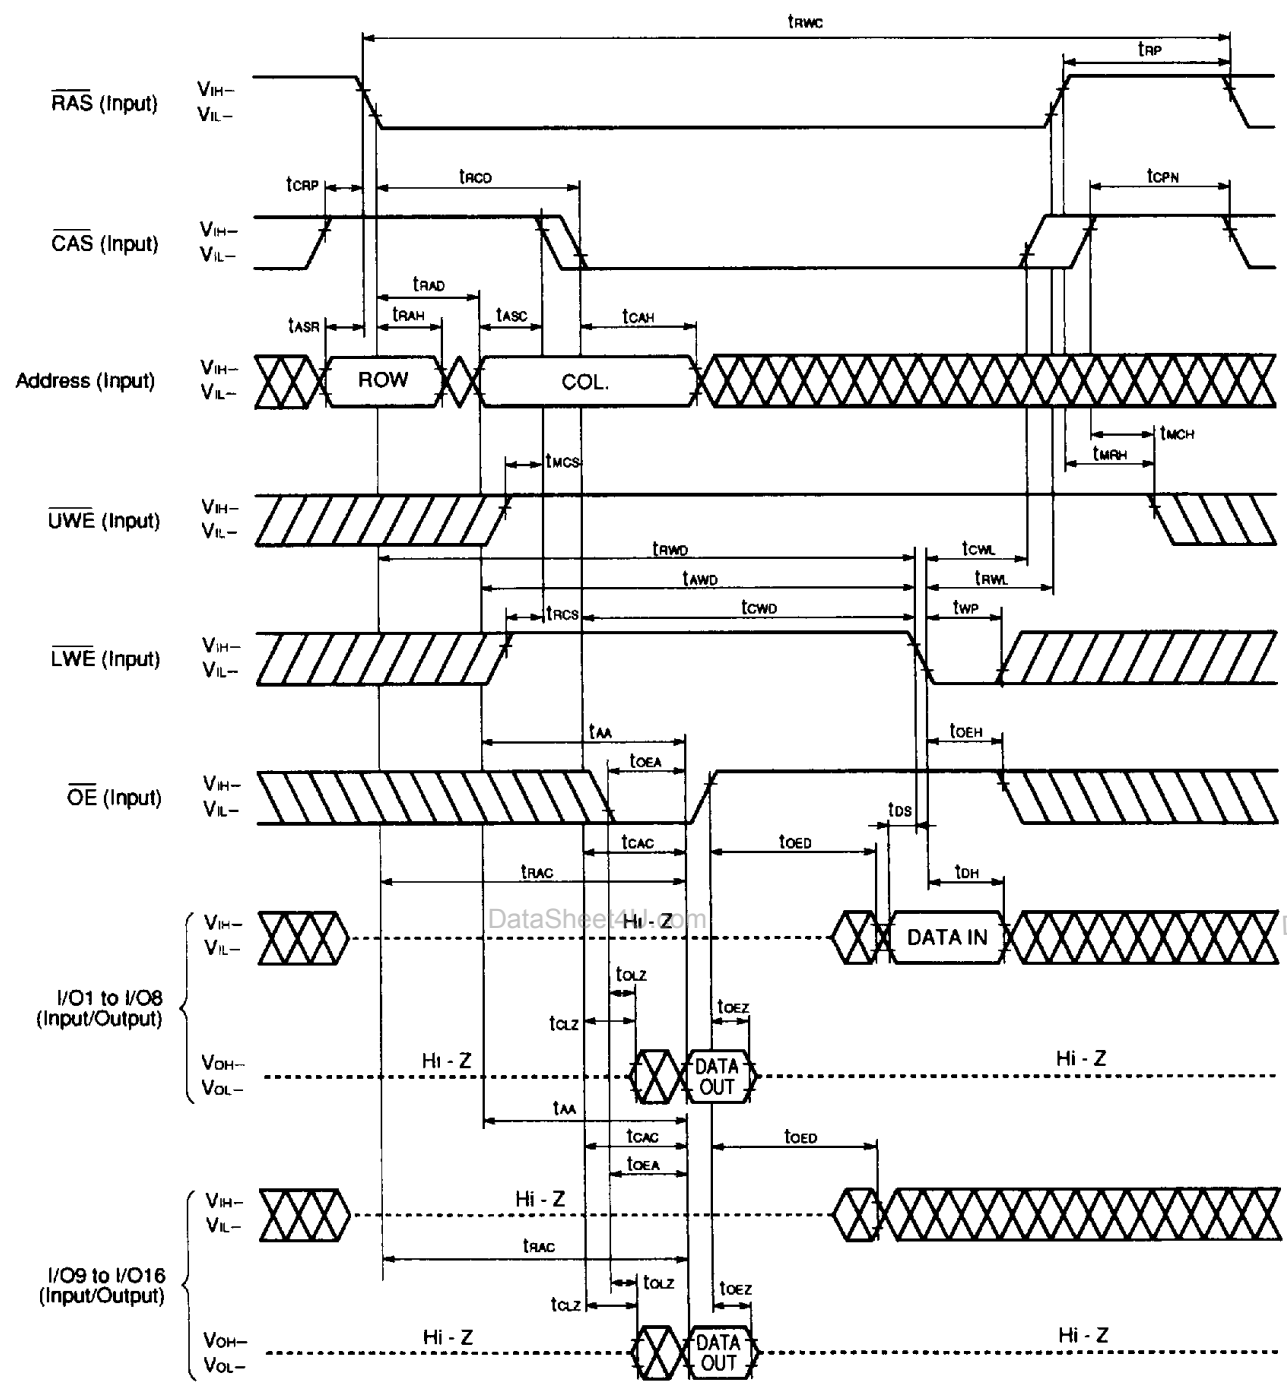 tRWC
tRP
RAS (Input)
VIH–
VIL–
tCRP
tRCD
tCPN
CAS (Input)
VIH–
VIL–
tRAD
tASR
tRAH
tASC
tCAH
Address (Input)
VIH–
VIL–
ROW
COL.
tMCH
tMRH
tMCS
UWE (Input)
VIH–
VIL–
tRWD
tCWL
tAWD
tRWL
tRCS
tCWD
tWP
LWE (Input)
VIH–
VIL–
tAA
tOEH
tOEA
OE (Input)
VIH–
VIL–
tDS
tCAC
tOED
tRAC
tDH
DataSheet4U.com
VIH–
VIL–
Hi - Z
DATA IN
I/O1 to I/O8
(Input/Output)
tOLZ
tOEZ
tCLZ
VOH–
VOL–
Hi - Z
DATA
OUT
Hi - Z
tAA
tCAC
tOED
tOEA
VIH–
VIL–
Hi - Z
tRAC
I/O9 to I/O16
(Input/Output)
tOLZ
tOEZ
tCLZ
VOH–
VOL–
Hi - Z
DATA
OUT
Hi - Z